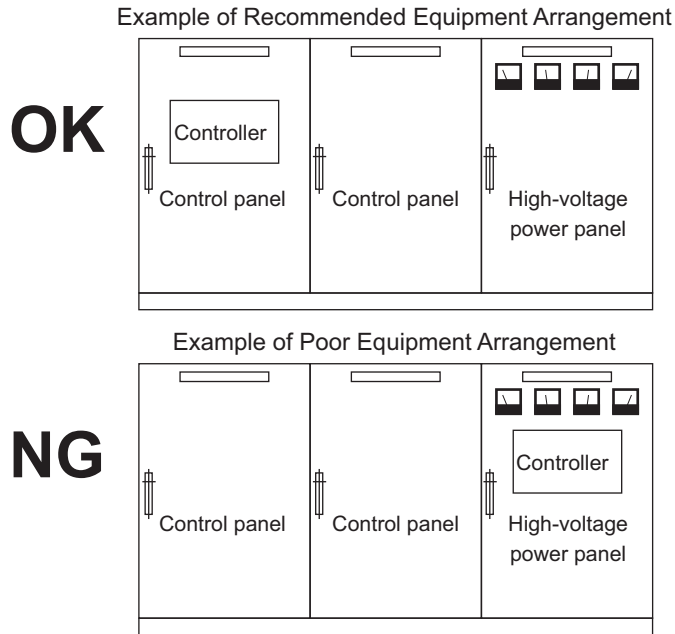 Example of Recommended Equipment Arrangement
OK
Controller
Control panel
Control panel
High-voltage
power panel
Example of Poor Equipment Arrangement
NG
Controller
Control panel
Control panel
High-voltage
power panel